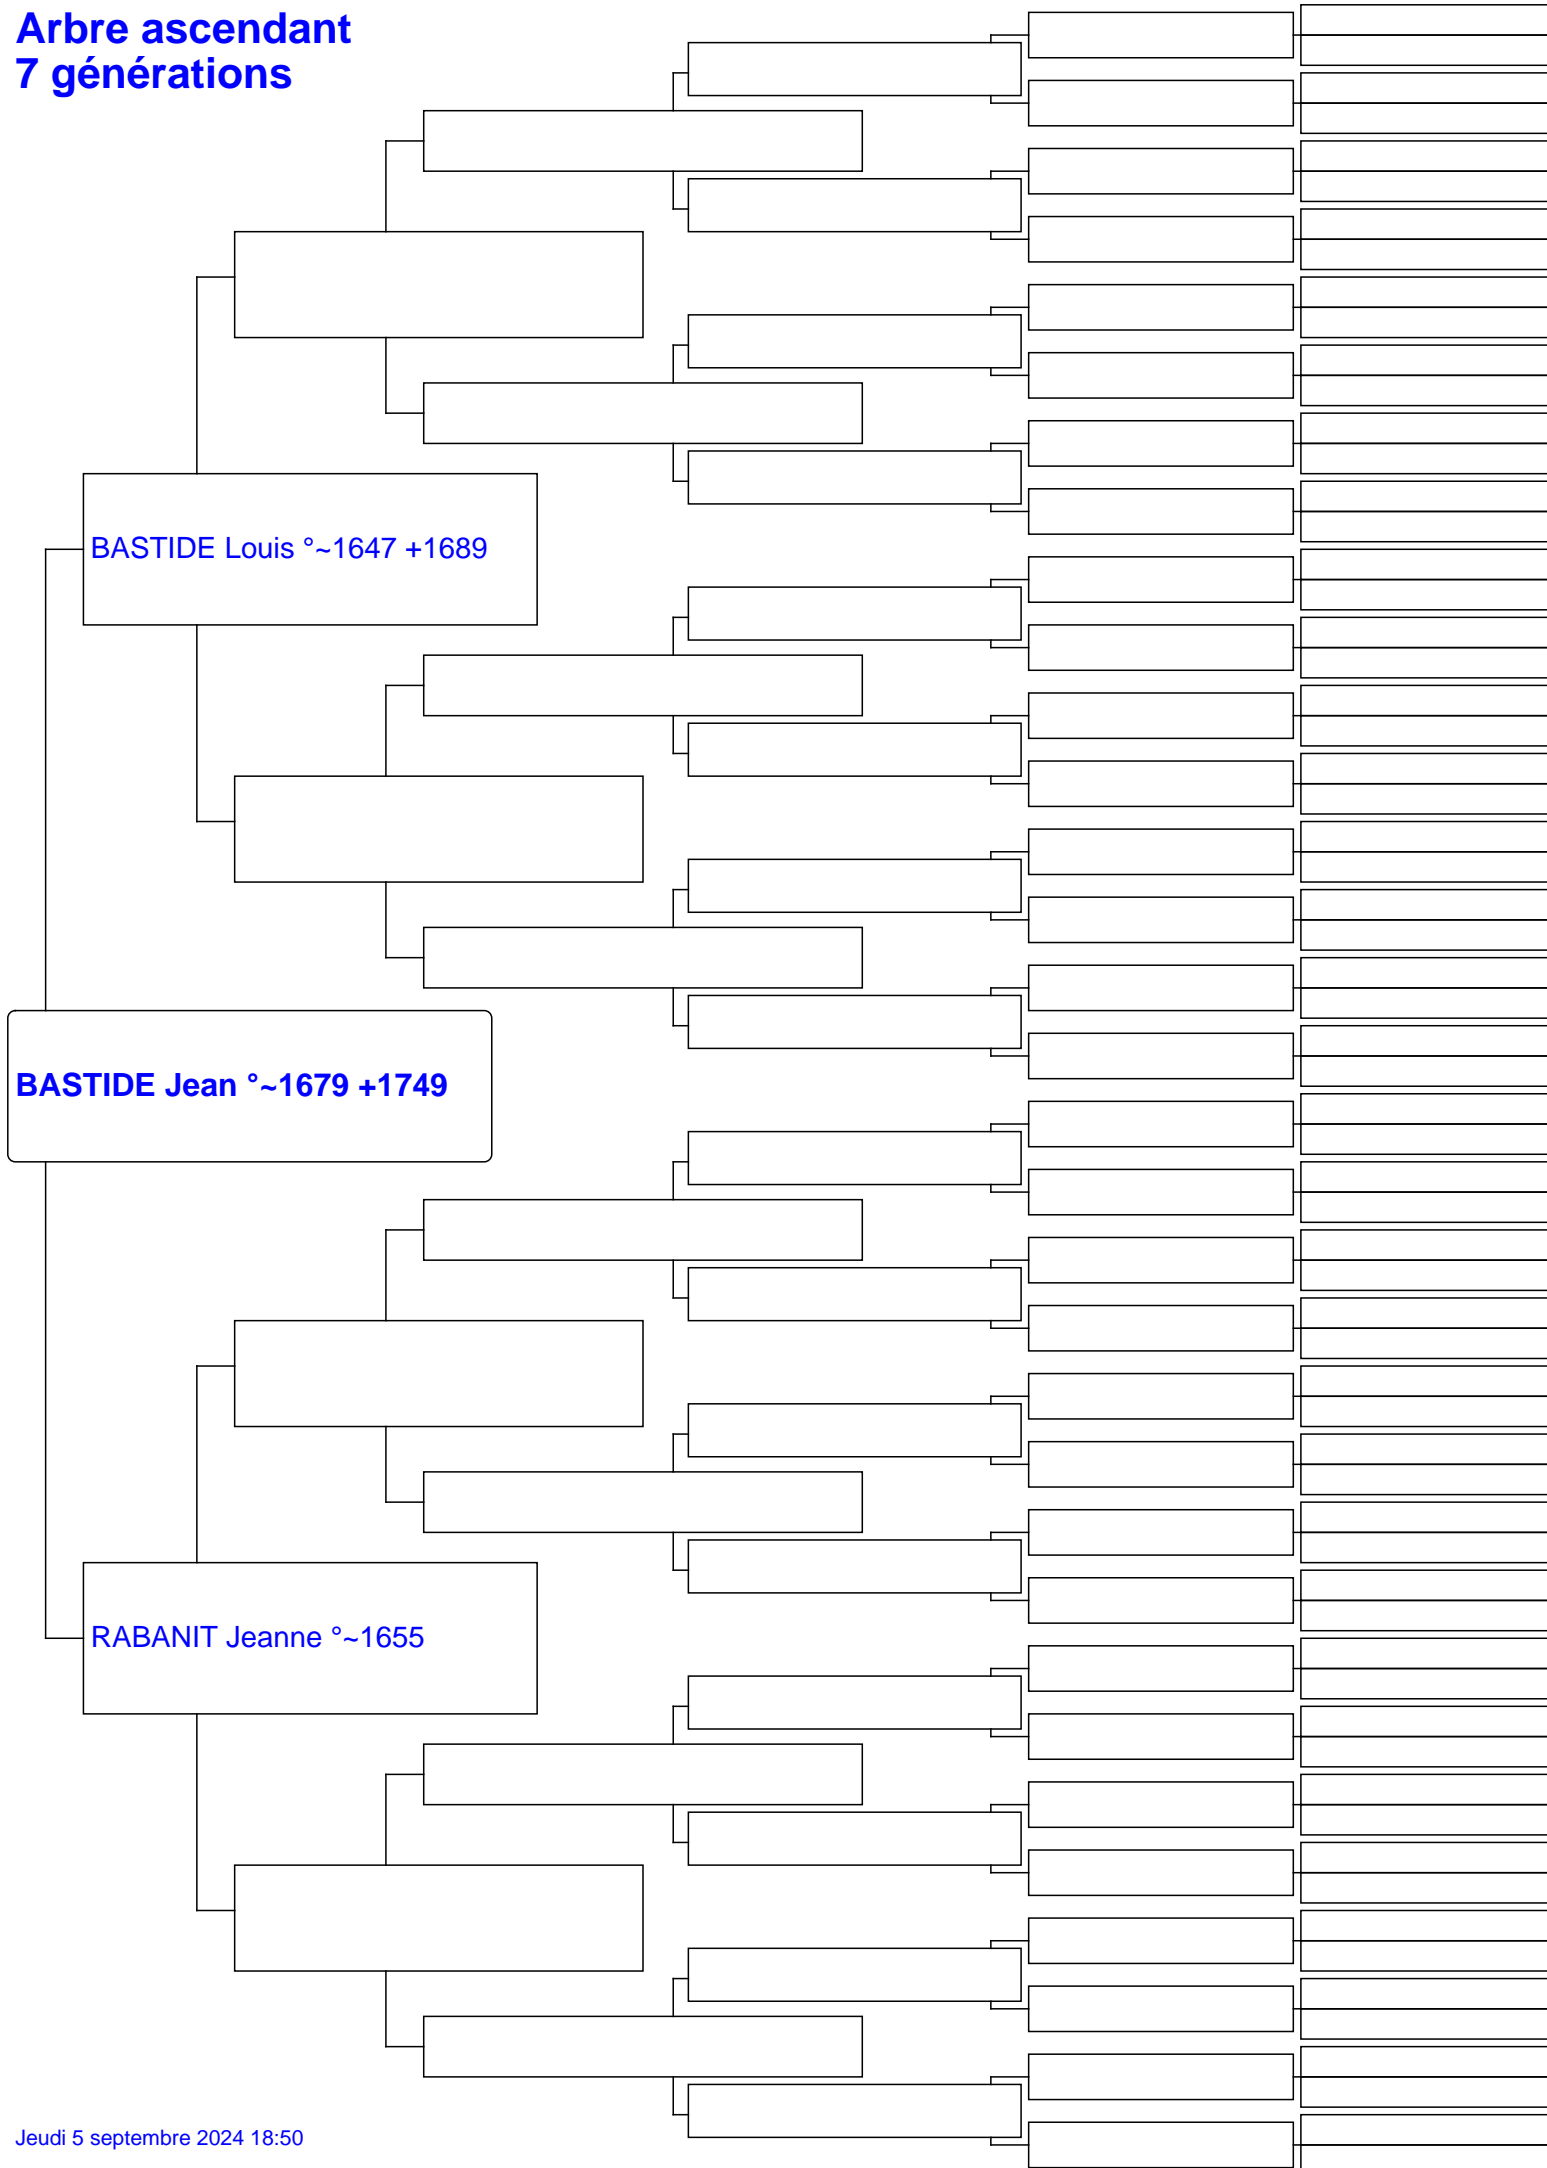 Arbre ascendant
7 générations
BASTIDE Louis °~1647 +1689
BASTIDE Jean °~1679 +1749
RABANIT Jeanne °~1655
Jeudi 5 septembre 2024 18:50